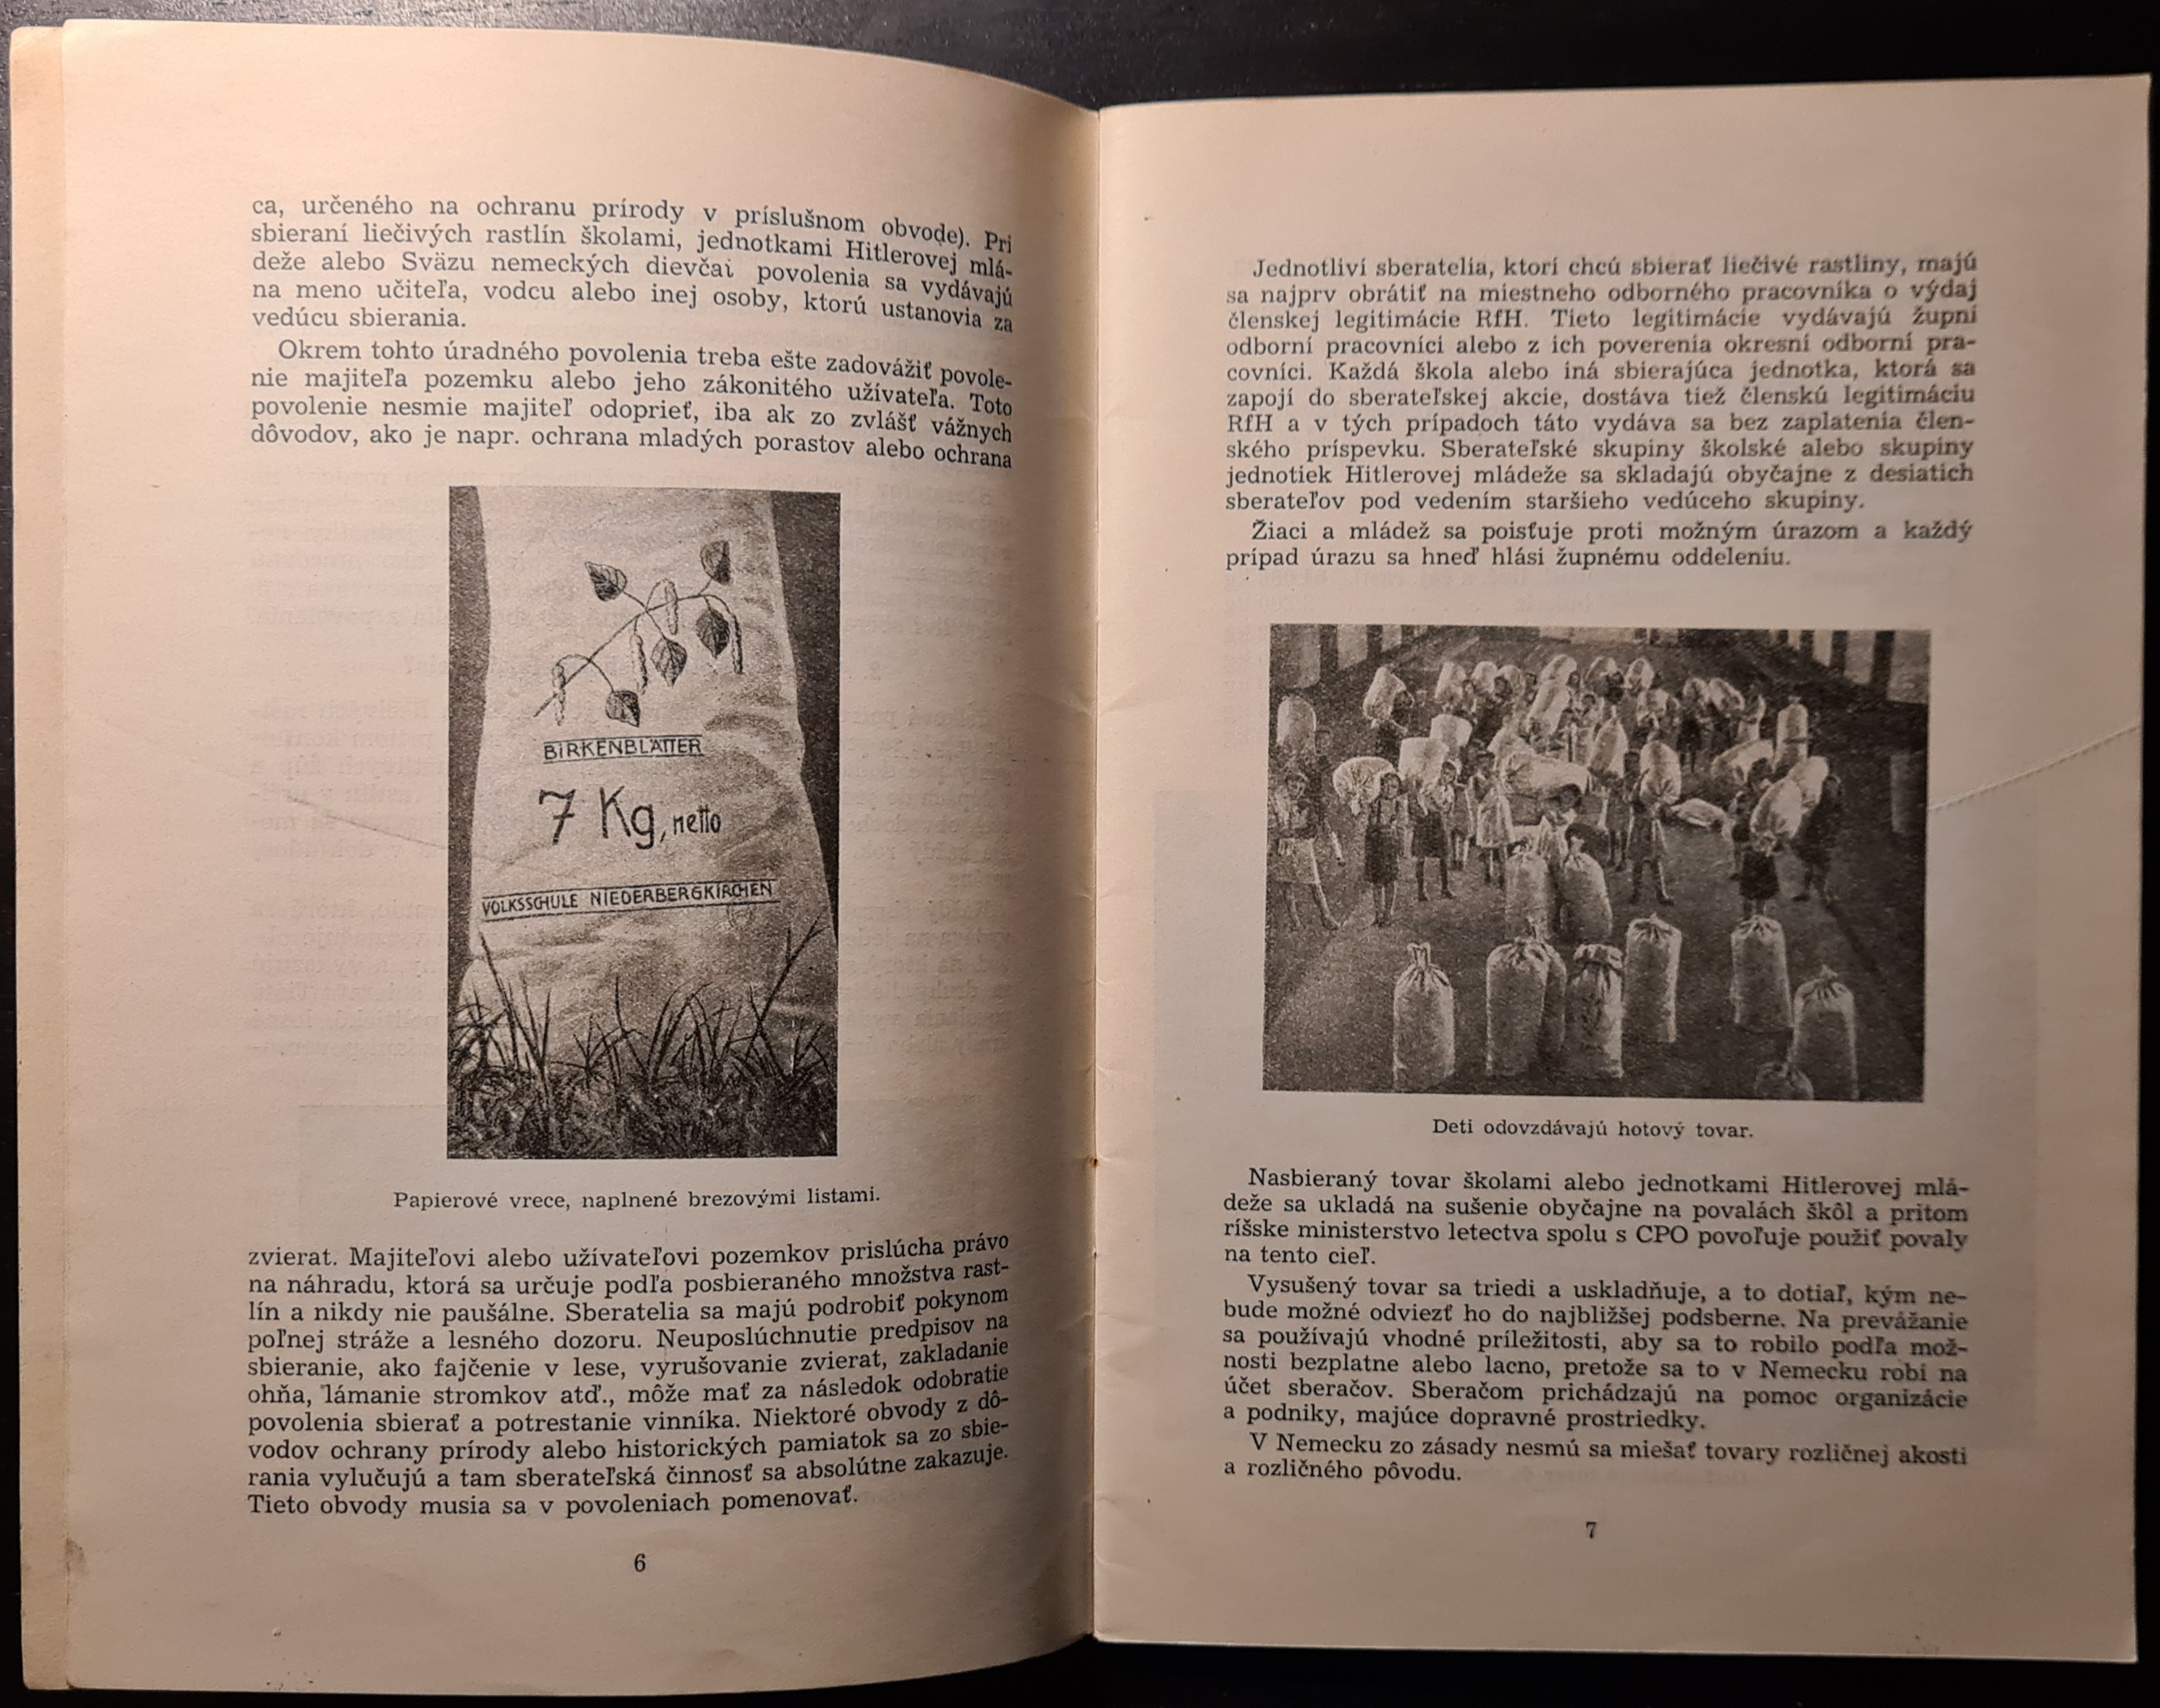 ca, určeného na ochranu prírody v príslušnom obvode). Pri
sbieraní liečivých rastlín školami, jednotkami Hitlerovej mlá-
deže alebo Sväzu nemeckých dievčat povolenia sa vydávajú
na meno učiteľa, vodcu alebo inej osoby, ktorú ustanovia za
vedúcu sbierania.
Okrem tohto úradného povolenia treba ešte zadovážiť povole-
nie majiteľa pozemku alebo jeho zákonitého užívateľa. Toto
povolenie nesmie majiteľ odoprieť, iba ak zo zvlášť vážnych
dôvodov, ako je napr. ochrana mladých porastov alebo ochrana
BIRKENBLÄTTER
7 Kg, netto
VOLKSSCHULE NIEDERBERGKIRCHEN
Papierové vrece, naplnené brezovými listami.
zvierat. Majiteľovi alebo užívateľovi pozemkov prislúcha právo
na náhradu, ktorá sa určuje podľa posbieraného množstva rast-
lín a nikdy nie paušálne. Sberatelia sa majú podrobiť pokynom
poľnej stráže a lesného dozoru. Neuposlúchnutie predpisov na
sbieranie, ako fajčenie v lese, vyrušovanie zvierat, zakladanie
ohňa, lámanie stromkov atď., môže mať za následok odobratie
povolenia sbierať a potrestanie vinníka. Niektoré obvody z dô-
vodov ochrany prírody alebo historických pamiatok sa zo sbie-
rania vylučujú a tam sberateľská činnosť sa absolútne zakazuje.
Tieto obvody musia sa v povoleniach pomenovať.
6
Jednotliví sberatelia, ktorí chcú sbierať liečivé rastliny, majú
sa najprv obrátiť na miestneho odborného pracovníka o výdaj
členskej legitimácie RfH. Tieto legitimácie vydávajú župní
odborní pracovníci alebo z ich poverenia okresní odborní pra-
covníci. Každá škola alebo iná sbierajúca jednotka, ktorá sa
zapojí do sberateľskej akcie, dostáva tiež členskú legitimáciu
RfH a v tých prípadoch táto vydáva sa bez zaplatenia člen-
ského príspevku. Sberateľské skupiny školské alebo skupiny
jednotiek Hitlerovej mládeže sa skladajú obyčajne z desiatich
sberateľov pod vedením staršieho vedúceho skupiny.
Žiaci a mládež sa poisťuje proti možným úrazom a každý
prípad úrazu sa hneď hlási župnému oddeleniu.
Deti odovzdávajú hotový tovar.
Nasbieraný tovar školami alebo jednotkami Hitlerovej mlá-
deže sa ukladá na sušenie obyčajne na povalách škôl a pritom
ríšske ministerstvo letectva spolu s CPO povoľuje použiť povaly
na tento cieľ.
Vysušený tovar sa triedi a uskladňuje, a to dotiaľ, kým ne-
bude možné odviezť ho do najbližšej podsberne. Na prevážanie
sa používajú vhodné príležitosti, aby sa to robilo podľa mož-
nosti bezplatne alebo lacno, pretože sa to v Nemecku robí na
účet sberačov. Sberačom prichádzajú na pomoc organizácie
a podniky, majúce dopravné prostriedky.
V Nemecku zo zásady nesmú sa miešať tovary rozličnej akosti
a rozličného pôvodu.
7